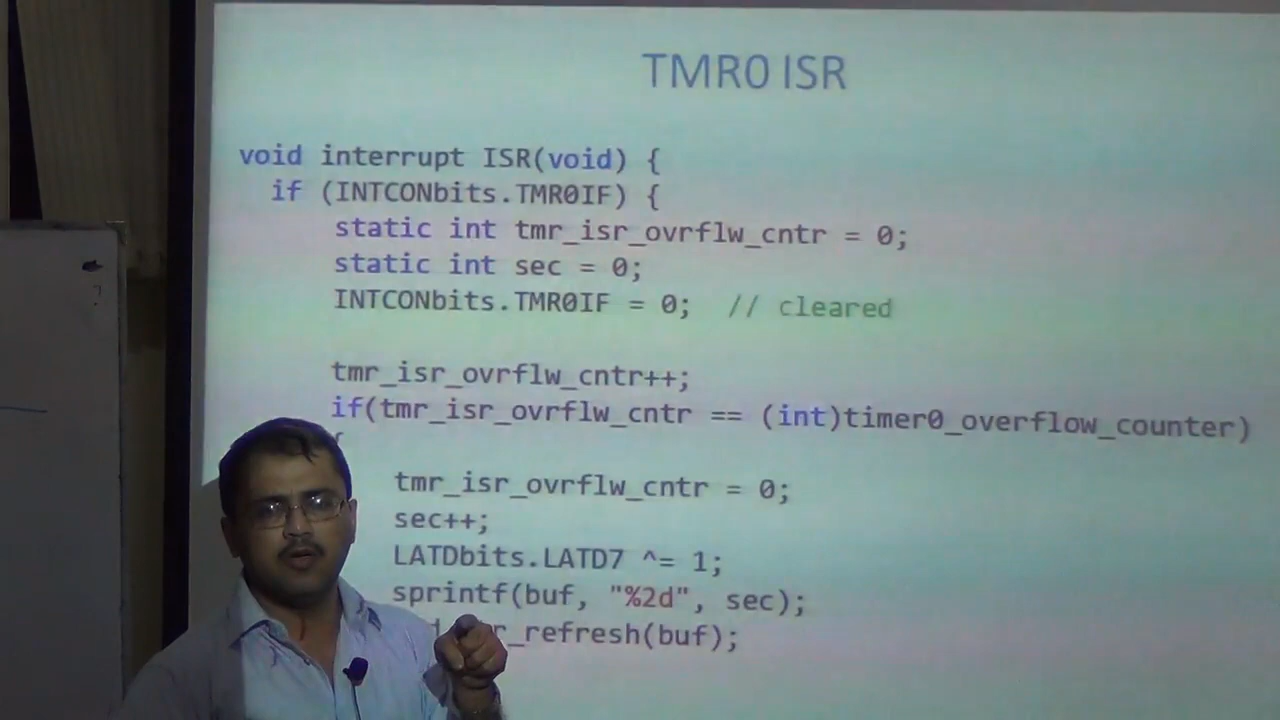 TMR0 ISR
void interrupt ISR(void) {
if (INTCONbits.TMR0IF) {
static int tmr_isr_ovrflw_cntr = 0;
static int sec = 0;
INTCONbits.TMR0IF = 0; // cleared
tmr_isr_ovrflw_cntr++;
if(tmr_isr_ovrflw_cntr == (int)timer0_overflow_counter)
{
tmr_isr_ovrflw_cntr = 0;
sec++;
LATDbits.LATD7 ^= 1;
sprintf(buf, "%2d", sec);
_refresh(buf);
?